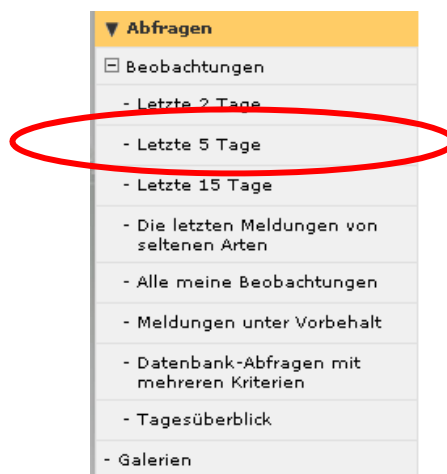 ▼ Abfragen
Beobachtungen
- Letzte 2 Tage
- Letzte 5 Tage
- Letzte 15 Tage
- Die letzten Meldungen von
seltenen Arten
- Alle meine Beobachtungen
- Meldungen unter Vorbehalt
- Datenbank-Abfragen mit
mehreren Kriterien
- Tagesüberblick
- Galerien